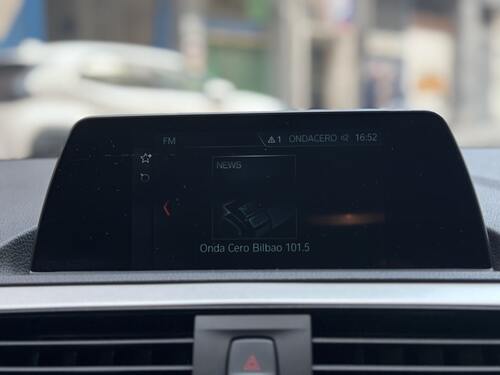 FM 1 ONDACERO 16:52
NEWS
Onda Cero Bilbao 101.5